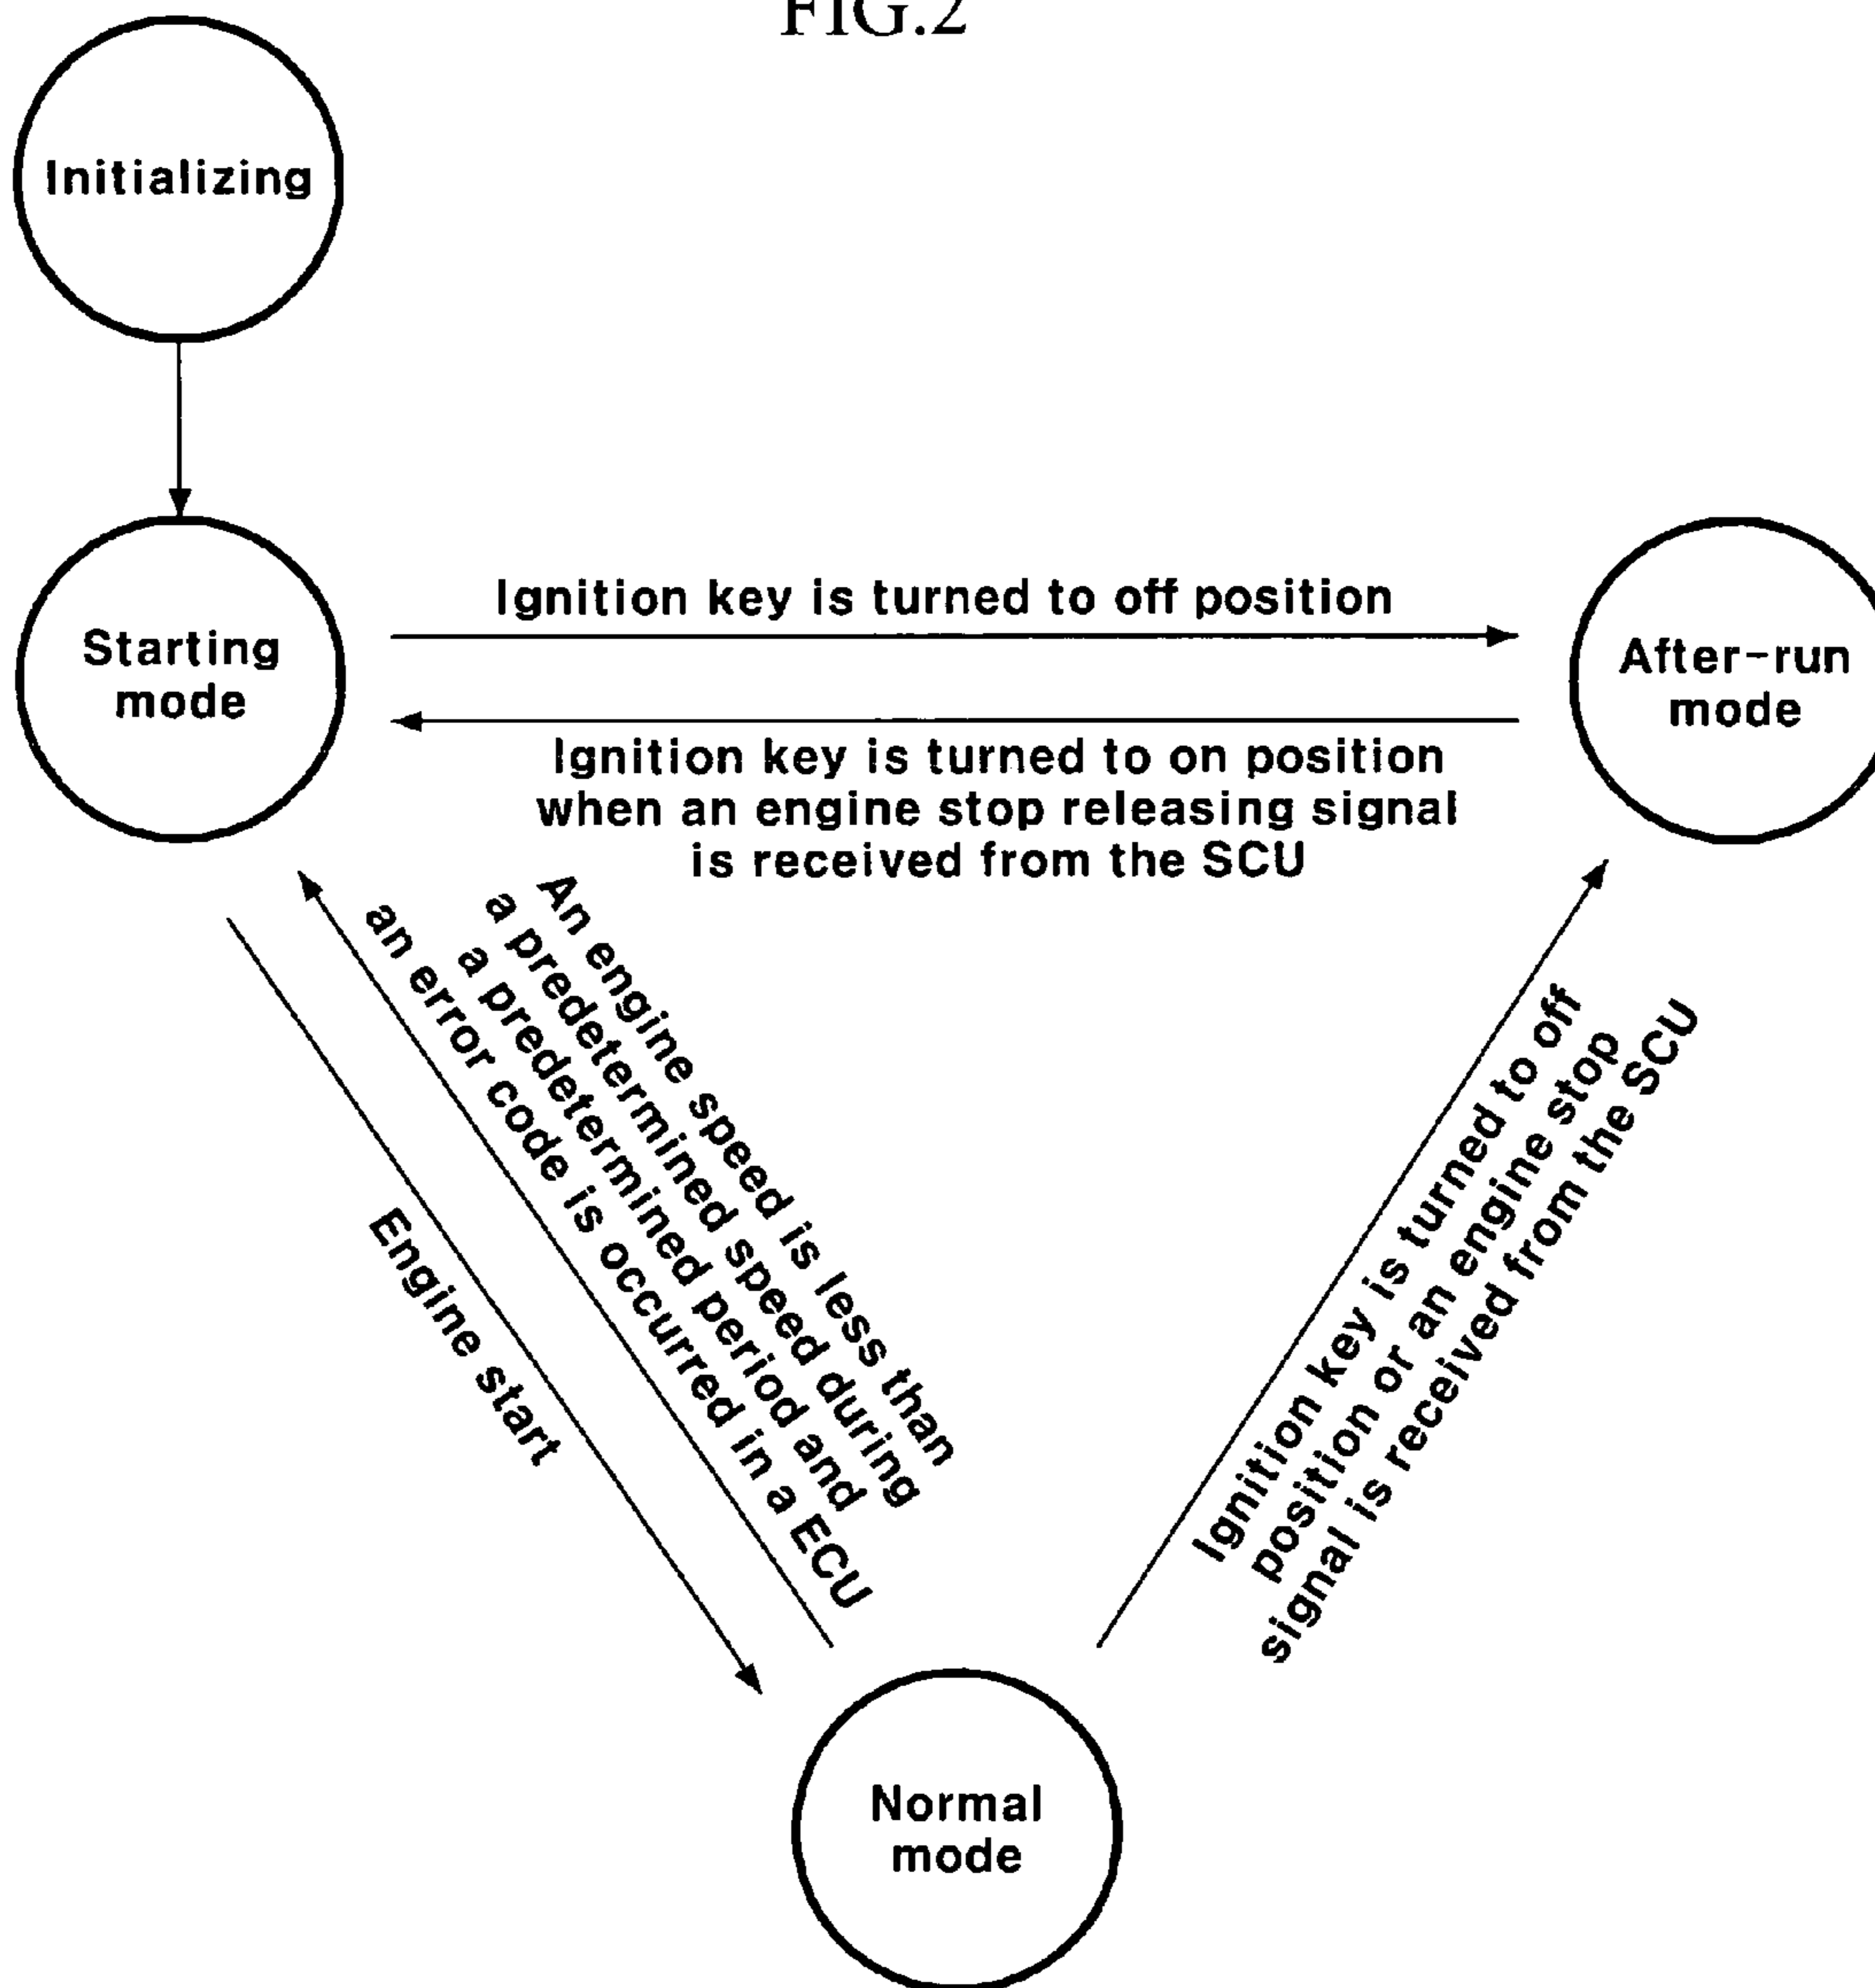 FIG.2
Initializing
Starting
mode
Ignition key is turned to off position
After-run
mode
Ignition key is turned to on position
when an engine stop releasing signal
is received from the SCU
An engine speed is less than
a predetermined speed during
a predetermined period and
an error code is occurred in a ECU
Engine start
Ignition key is turned to off
position or an engine stop
signal is received from the SCU
Normal
mode